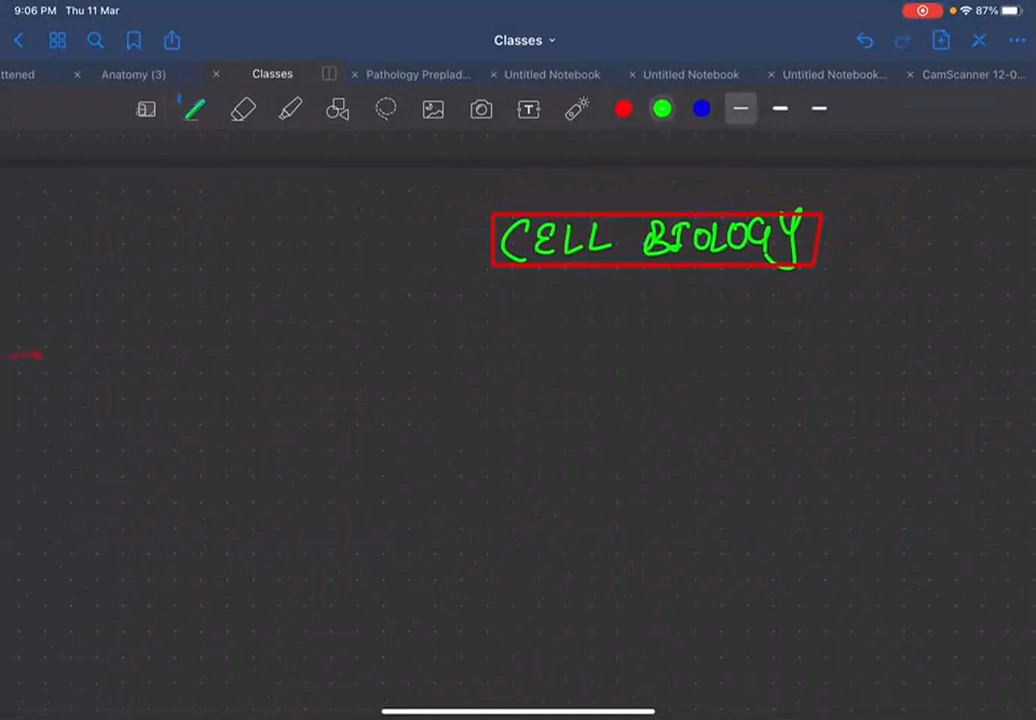 9:06 PM Thu 11 Mar 87%
Classes
ttened Anatomy (3) Classes Pathology Preplad... Untitled Notebook Untitled Notebook Untitled Notebook... CamScanner 12-0...
T
CELL BIOLOGY